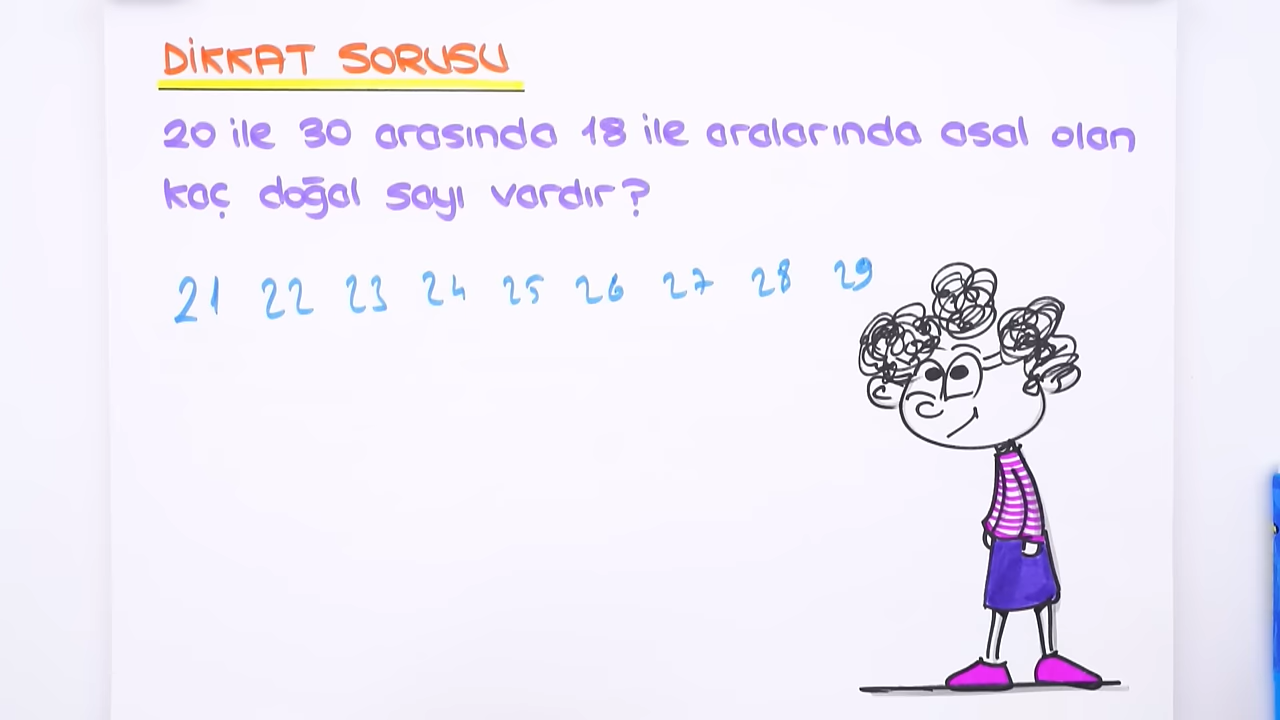 DİKKAT SORUSU
20 ile 30 arasında 18 ile aralarında asal olan
kaç doğal sayı vardır?
21 22 23 24 25 26 27 28 29